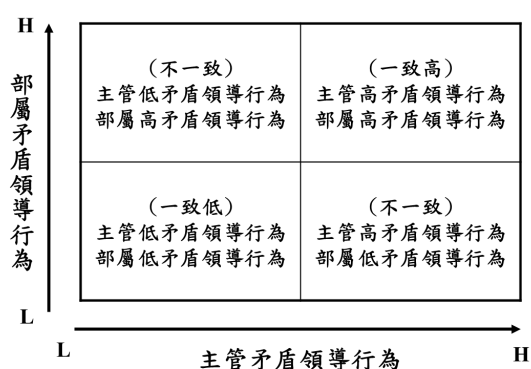 H
部屬矛盾領導行為
(不一致)
主管低矛盾領導行為
部屬高矛盾領導行為
(一致高)
主管高矛盾領導行為
部屬高矛盾領導行為
(一致低)
主管低矛盾領導行為
部屬低矛盾領導行為
(不一致)
主管高矛盾領導行為
部屬低矛盾領導行為
L
L
主管矛盾領導行為
H